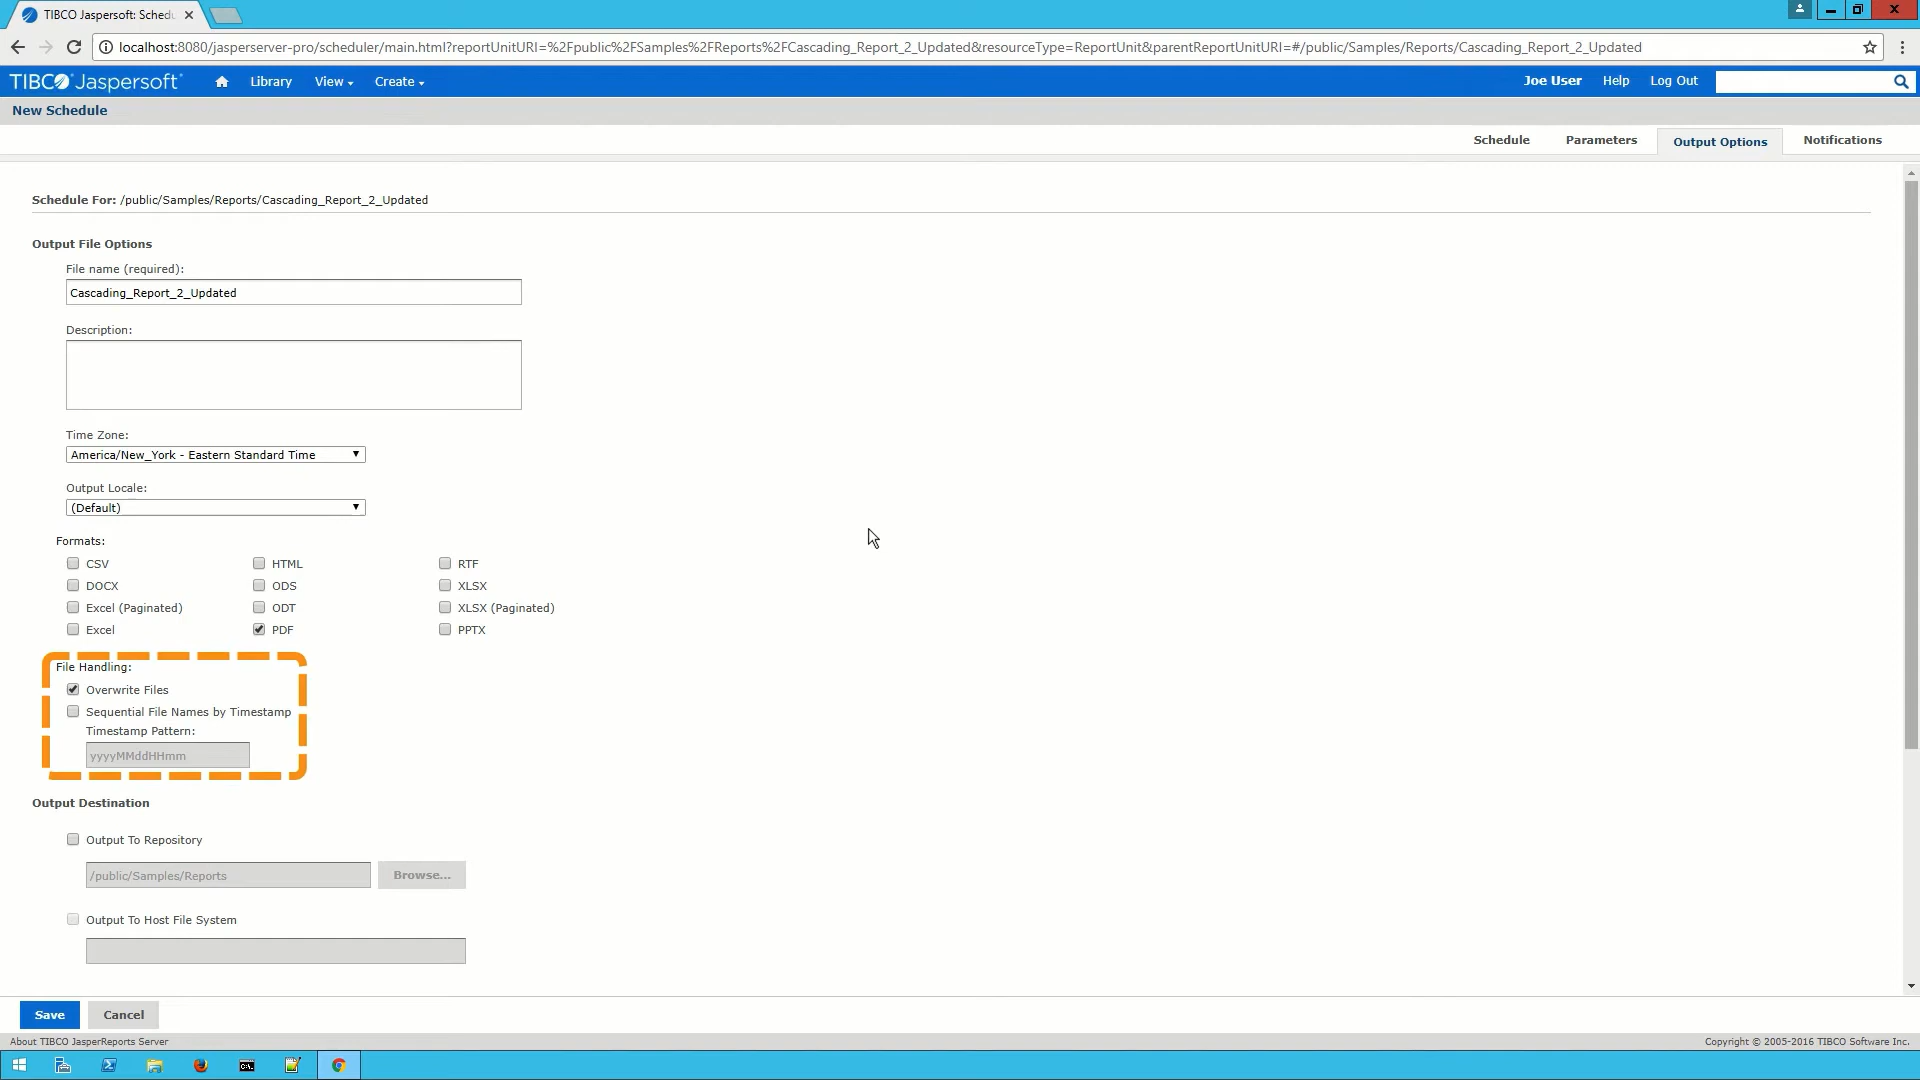 TIBCO Jaspersoft: Schedu
localhost:8080/jasperserver-pro/scheduler/main.html?reportUnitURI=%2Fpublic%2FSamples%2FReports%2FCascading_Report_2_Updated&resourceType=ReportUnit&parentReportUnitURI=#/public/Samples/Reports/Cascading_Report_2_Updated
TIBCO Jaspersoft Library View Create Joe User Help Log Out
New Schedule
Schedule Parameters Output Options Notifications
Schedule For: /public/Samples/Reports/Cascading_Report_2_Updated
Output File Options
File name (required):
Cascading_Report_2_Updated
Description:
Time Zone:
America/New_York - Eastern Standard Time
Output Locale:
(Default)
Formats:
CSV HTML RTF
DOCX ODS XLSX
Excel (Paginated) ODT XLSX (Paginated)
Excel PDF PPTX
File Handling:
Overwrite Files
Sequential File Names by Timestamp
Timestamp Pattern:
yyyyMMddHHmm
Output Destination
Output To Repository
/public/Samples/Reports Browse...
Output To Host File System
Save Cancel
About TIBCO JasperReports Server Copyright © 2005-2016 TIBCO Software Inc.